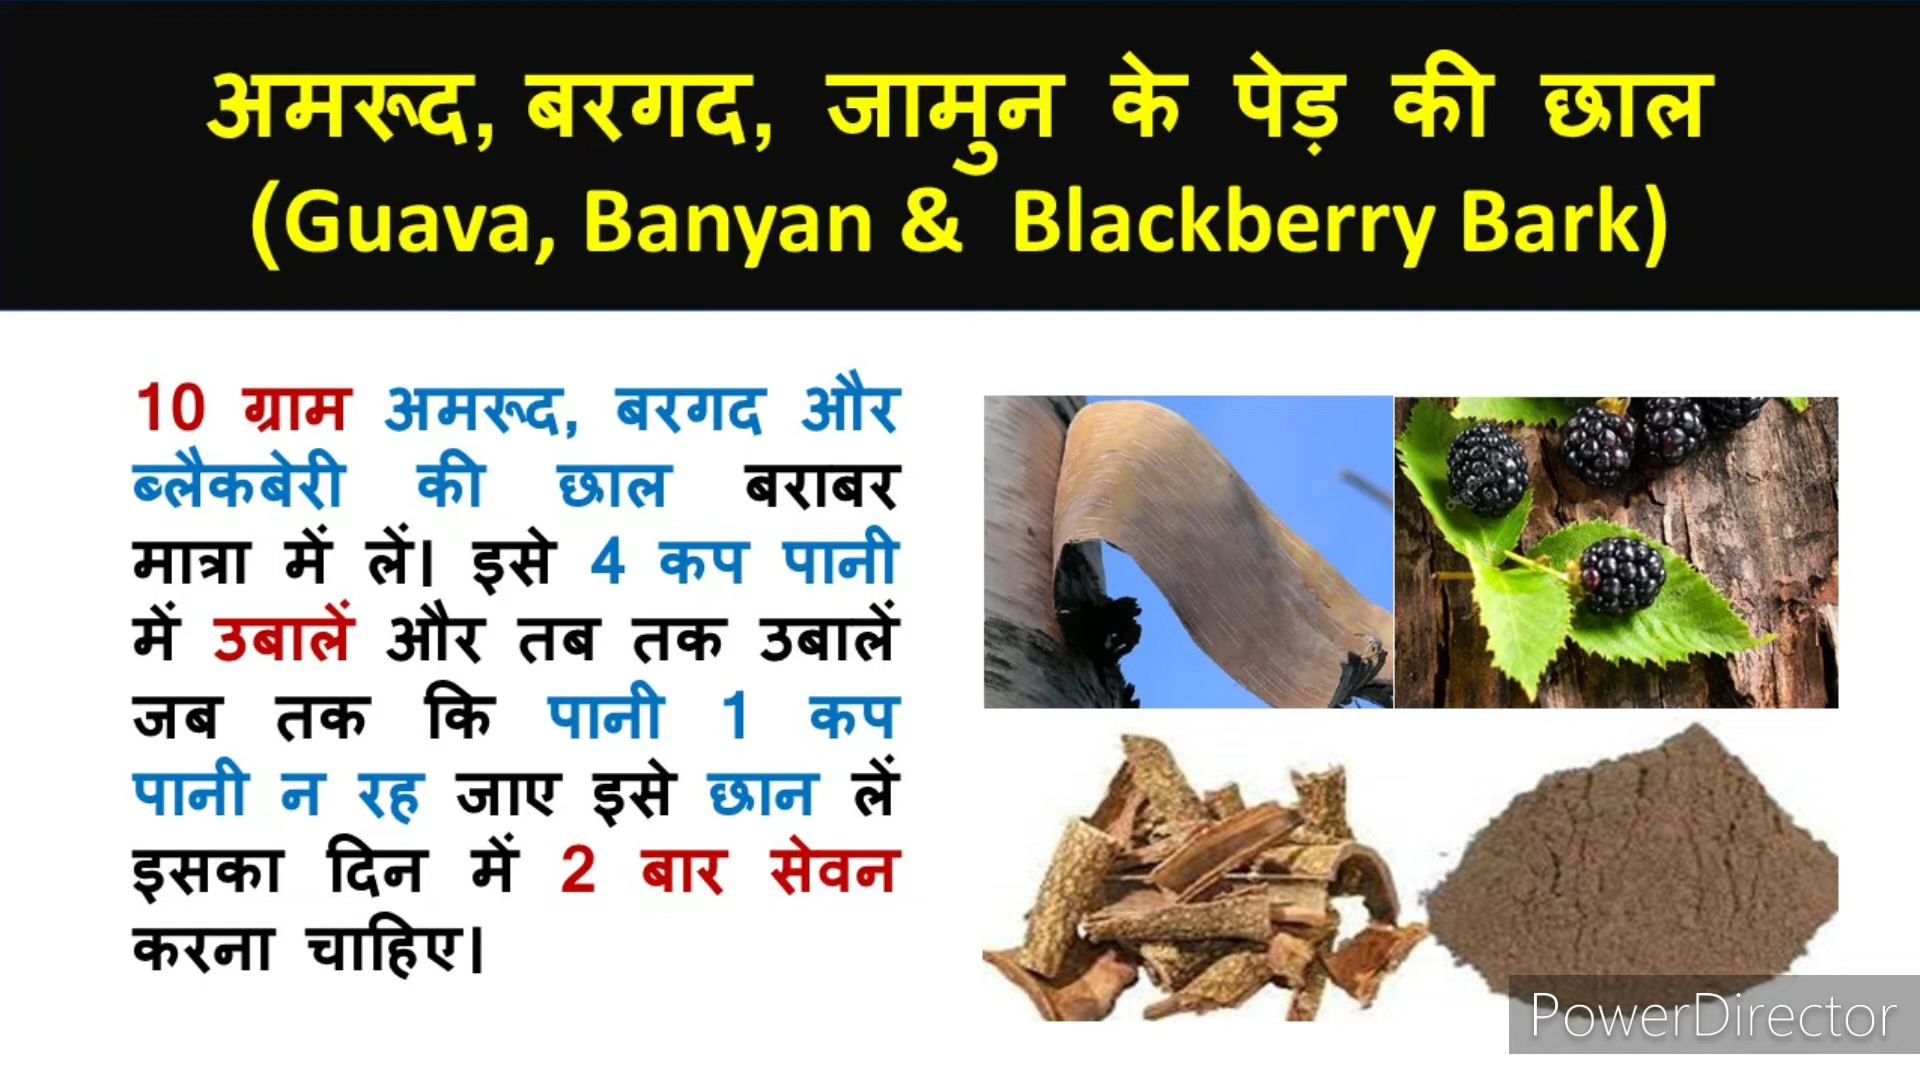 अमरूद, बरगद, जामुन के पेड़ की छाल
(Guava, Banyan & Blackberry Bark)
10 ग्राम अमरूद, बरगद और
ब्लैकबेरी की छाल बराबर
मात्रा में लें। इसे 4 कप पानी
में उबालें और तब तक उबालें
जब तक कि पानी 1 कप
पानी न रह जाए इसे छान लें
इसका दिन में 2 बार सेवन
करना चाहिए।
PowerDirector